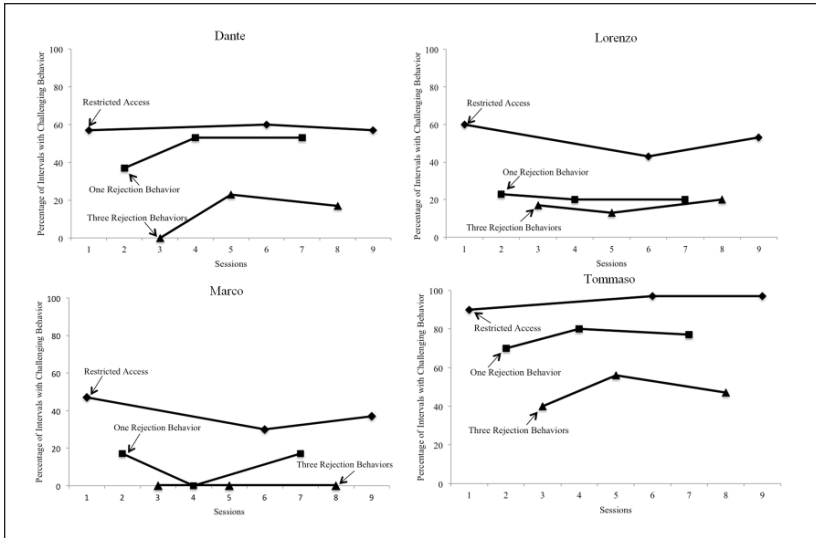 Dante
Percentage of Intervals with Challenging Behavior
100
80
60
40
20
0
Restricted Access
One Rejection Behavior
Three Rejection Behaviors
1 2 3 4 5 6 7 8 9
Sessions
Lorenzo
Percentage of Intervals with Challenging Behavior
100
80
60
40
20
0
Restricted Access
One Rejection Behavior
Three Rejection Behaviors
1 2 3 4 5 6 7 8 9
Sessions
Marco
Percentage of Intervals with Challenging Behavior
100
80
60
40
20
0
Restricted Access
One Rejection Behavior
Three Rejection Behaviors
1 2 3 4 5 6 7 8 9
Sessions
Tommaso
Percentage of Intervals with Challenging Behavior
100
80
60
40
20
0
Restricted Access
One Rejection Behavior
Three Rejection Behaviors
1 2 3 4 5 6 7 8 9
Sessions